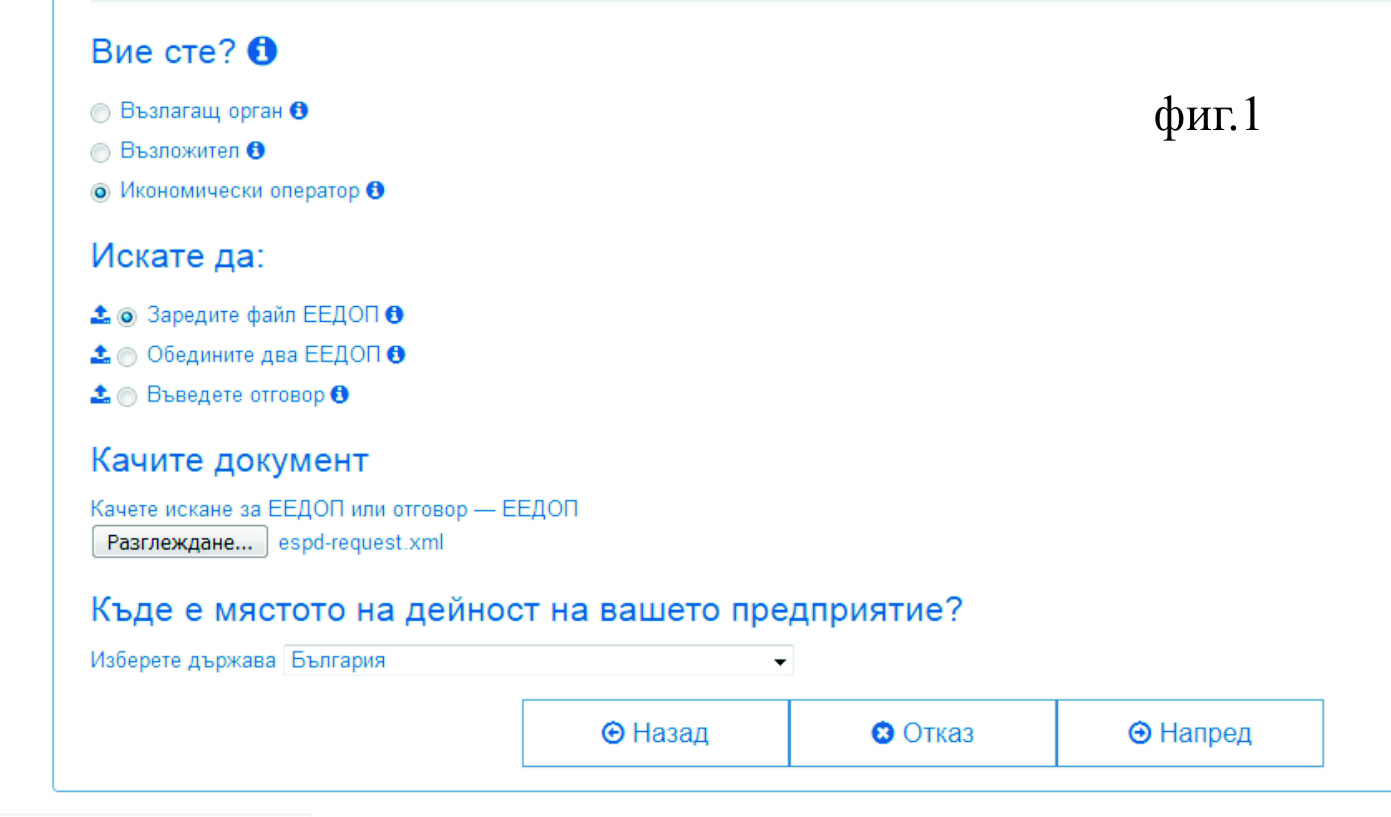 Вие сте?
фиг.1
Възлагащ орган
Възложител
Икономически оператор
Искате да:
Заредите файл ЕЕДОП
Обедините два ЕЕДОП
Въведете отговор
Качите документ
Качете искане за ЕЕДОП или отговор — ЕЕДОП
Разглеждане... espd-request.xml
Къде е мястото на дейност на вашето предприятие?
Изберете държава България
Назад Отказ Напред